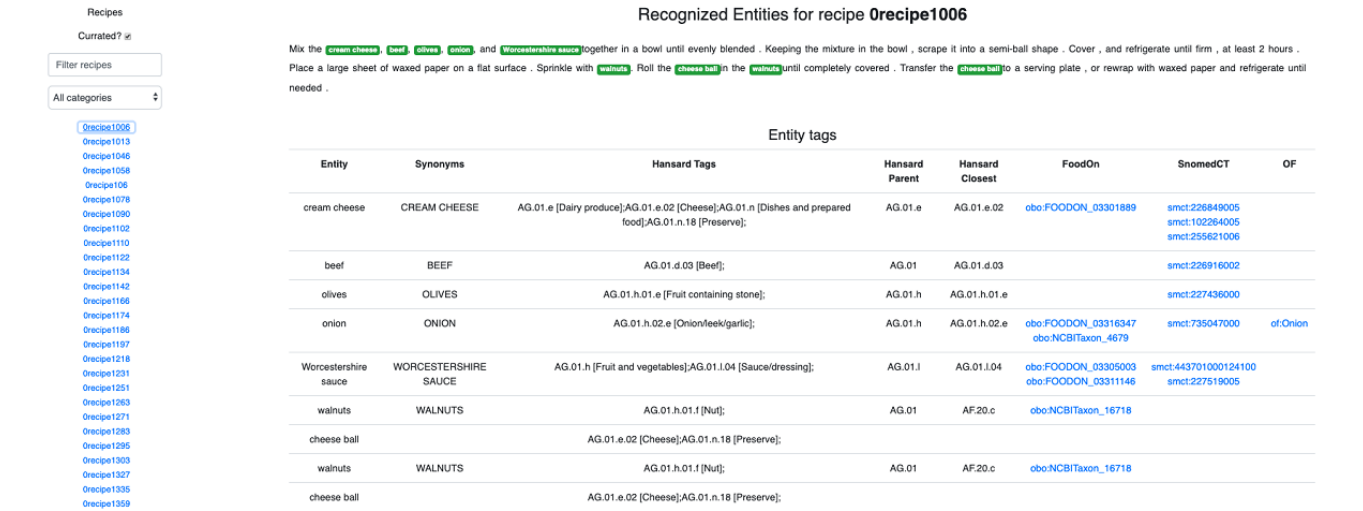 Recipes
Currated?
Filter recipes
All categories
0recipe1006
0recipe1013
0recipe1046
0recipe1058
0recipe106
0recipe1078
0recipe1090
0recipe1102
0recipe1110
0recipe1122
0recipe1134
0recipe1142
0recipe1166
0recipe1174
0recipe1186
0recipe1197
0recipe1218
0recipe1231
0recipe1251
0recipe1263
0recipe1271
0recipe1283
0recipe1295
0recipe1303
0recipe1327
0recipe1335
0recipe1359
Recognized Entities for recipe 0recipe1006
Mix the cream cheese , beef , olives , onion , and Worcestershire sauce together in a bowl until evenly blended . Keeping the mixture in the bowl , scrape it into a semi-ball shape . Cover , and refrigerate until firm , at least 2 hours .
Place a large sheet of waxed paper on a flat surface . Sprinkle with walnuts . Roll the cheese ball in the walnuts until completely covered . Transfer the cheese ball to a serving plate , or rewrap with waxed paper and refrigerate until
needed .
Entity tags
Entity Synonyms Hansard Tags Hansard Parent Hansard Closest FoodOn SnomedCT OF
cream cheese CREAM CHEESE AG.01.e [Dairy produce];AG.01.e.02 [Cheese];AG.01.n [Dishes and prepared AG.01.e AG.01.e.02 obo:FOODON_03301889 smct:226849005
food];AG.01.n.18 [Preserve]; smct:102264005
smct:255621006
beef BEEF AG.01.d.03 [Beef]; AG.01 AG.01.d.03 smct:226916002
olives OLIVES AG.01.h.01.e [Fruit containing stone]; AG.01.h AG.01.h.01.e smct:227436000
onion ONION AG.01.h.02.e [Onion/leek/garlic]; AG.01.h AG.01.h.02.e obo:FOODON_03316347 smct:735047000 of:Onion
obo:NCBITaxon_4679
Worcestershire WORCESTERSHIRE AG.01.h [Fruit and vegetables];AG.01.l.04 [Sauce/dressing]; AG.01.l AG.01.l.04 obo:FOODON_03305003 smct:443701000124100
sauce SAUCE obo:FOODON_03311146 smct:227519005
walnuts WALNUTS AG.01.h.01.f [Nut]; AG.01 AF.20.c obo:NCBITaxon_16718
cheese ball AG.01.e.02 [Cheese];AG.01.n.18 [Preserve];
walnuts WALNUTS AG.01.h.01.f [Nut]; AG.01 AF.20.c obo:NCBITaxon_16718
cheese ball AG.01.e.02 [Cheese];AG.01.n.18 [Preserve];